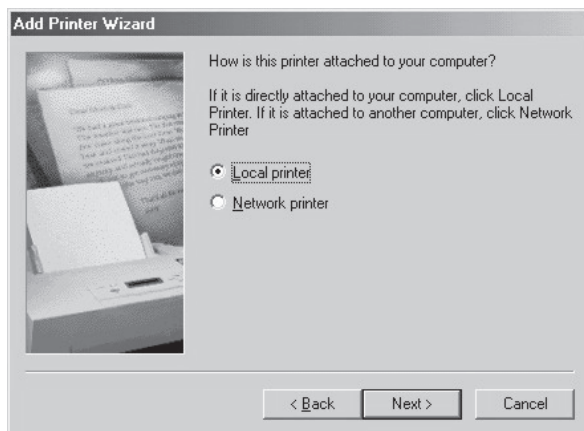 Add Printer Wizard
How is this printer attached to your computer?
If it is directly attached to your computer, click Local
Printer. If it is attached to another computer, click Network
Printer
Local printer
Network printer
< Back
Next >
Cancel